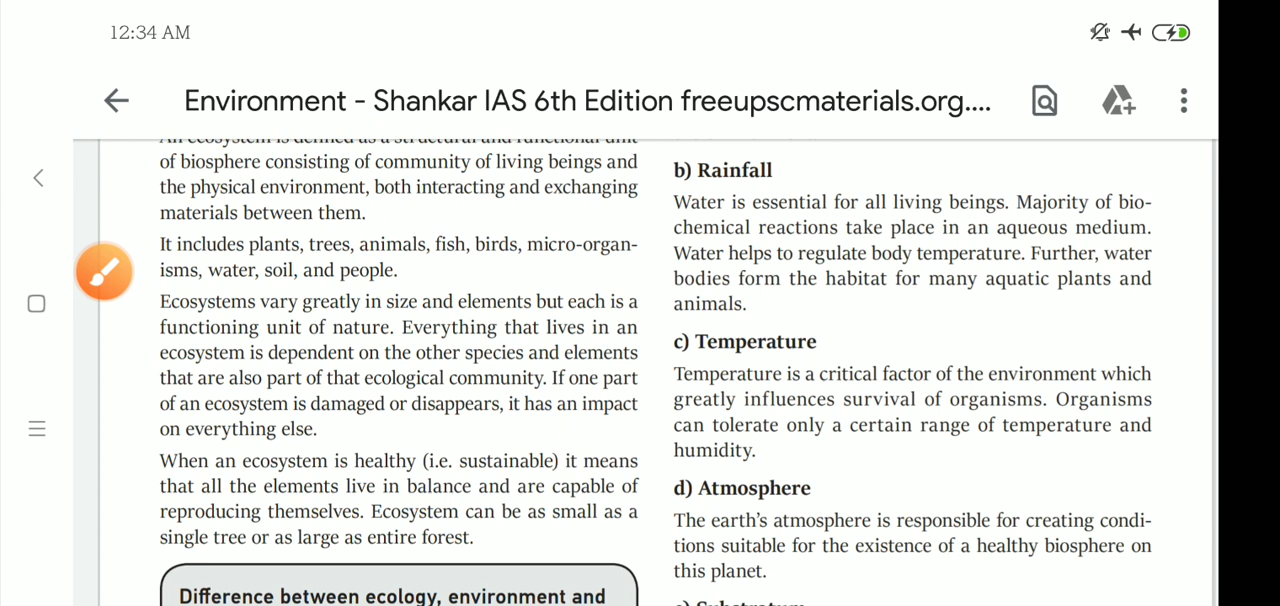 12:34 AM
Environment - Shankar IAS 6th Edition freeupscmaterials.org....
An ecosystem is defined as a structural and functional unit
of biosphere consisting of community of living beings and
the physical environment, both interacting and exchanging
materials between them.
It includes plants, trees, animals, fish, birds, micro-organ-
isms, water, soil, and people.
Ecosystems vary greatly in size and elements but each is a
functioning unit of nature. Everything that lives in an
ecosystem is dependent on the other species and elements
that are also part of that ecological community. If one part
of an ecosystem is damaged or disappears, it has an impact
on everything else.
When an ecosystem is healthy (i.e. sustainable) it means
that all the elements live in balance and are capable of
reproducing themselves. Ecosystem can be as small as a
single tree or as large as entire forest.
Difference between ecology, environment and
b) Rainfall
Water is essential for all living beings. Majority of bio-
chemical reactions take place in an aqueous medium.
Water helps to regulate body temperature. Further, water
bodies form the habitat for many aquatic plants and
animals.
c) Temperature
Temperature is a critical factor of the environment which
greatly influences survival of organisms. Organisms
can tolerate only a certain range of temperature and
humidity.
d) Atmosphere
The earth's atmosphere is responsible for creating condi-
tions suitable for the existence of a healthy biosphere on
this planet.
e) Substratum